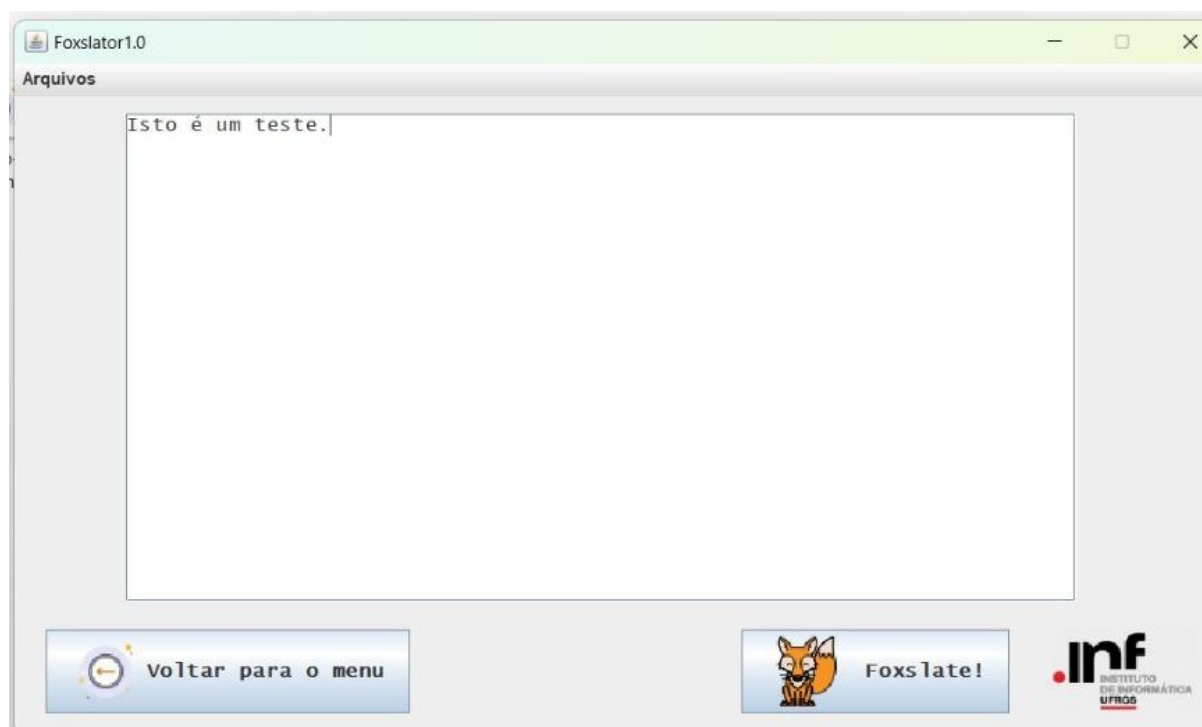 Foxslator1.0
Arquivos
Isto é um teste.
Voltar para o menu
Foxslate!
.inf
INSTITUTO
DE INFORMÁTICA
UFRGS